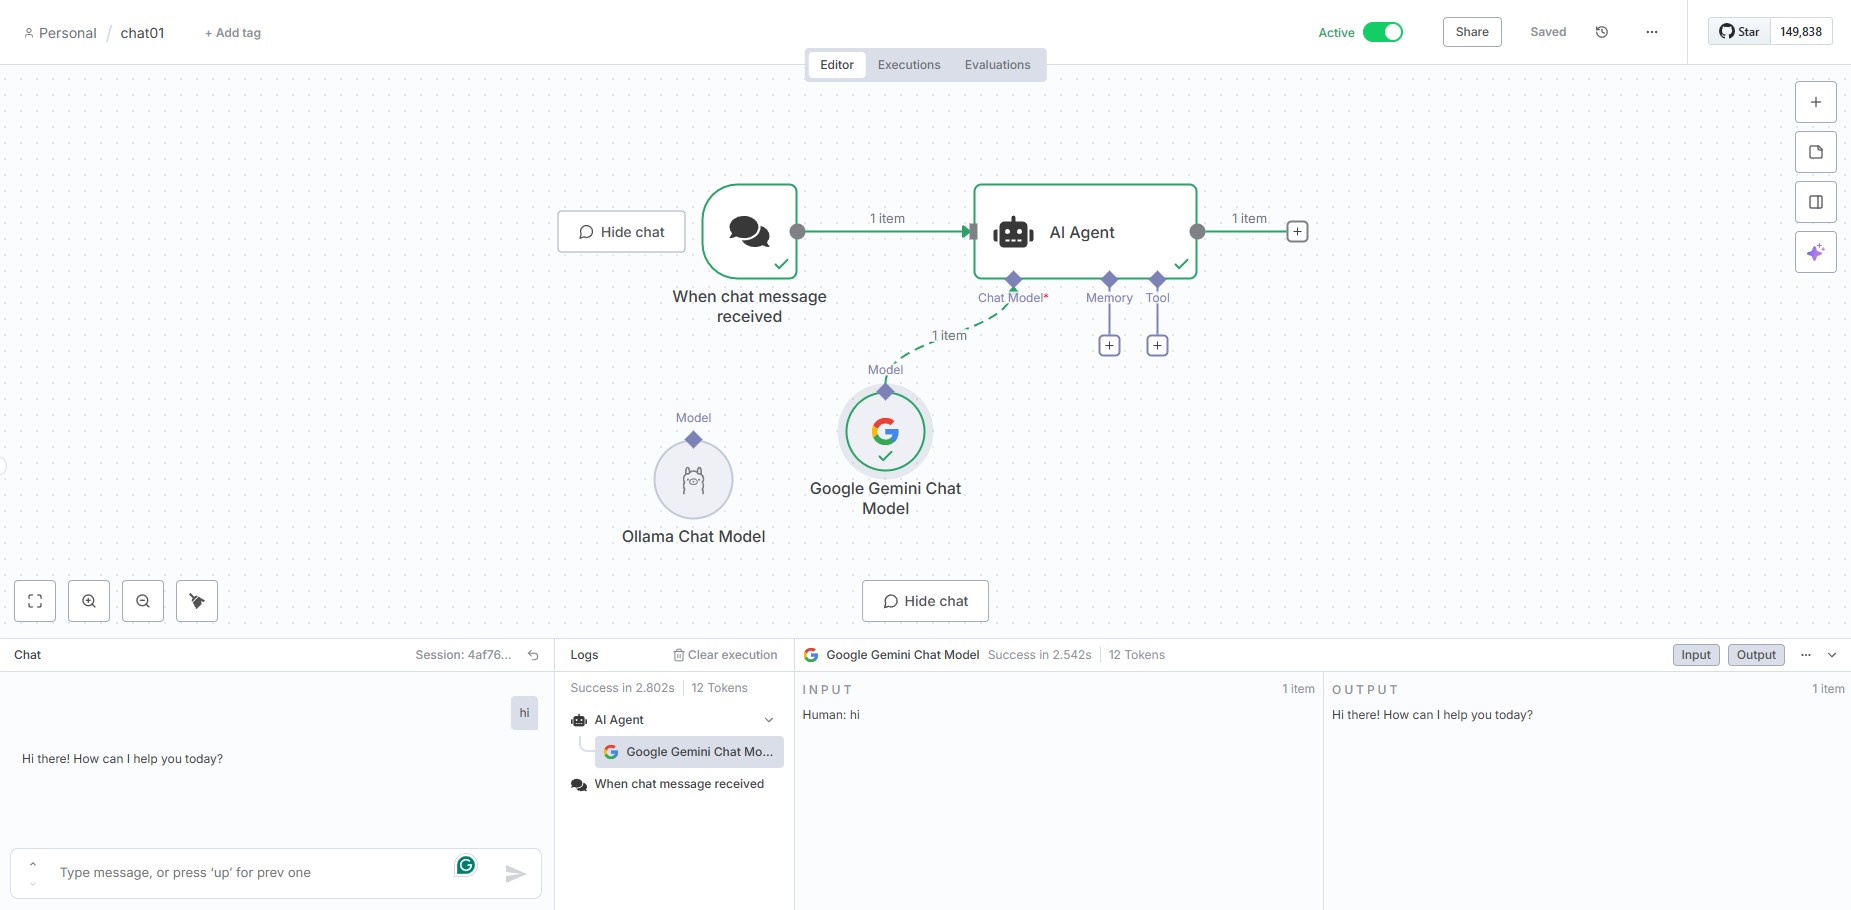 Personal / chat01 + Add tag
Active Share Saved Star 149,838
Editor Executions Evaluations
Hide chat
1 item
AI Agent
1 item
When chat message
received
Chat Model*
Memory
Tool
1 item
Model
Google Gemini Chat
Model
Model
Ollama Chat Model
Hide chat
Chat Session: 4af76...
hi
Hi there! How can I help you today?
Type message, or press ‘up’ for prev one
Logs Clear execution
Success in 2.802s 12 Tokens
AI Agent
Google Gemini Chat Mo...
When chat message received
Google Gemini Chat Model Success in 2.542s 12 Tokens Input Output
INPUT 1 item
Human: hi
OUTPUT 1 item
Hi there! How can I help you today?